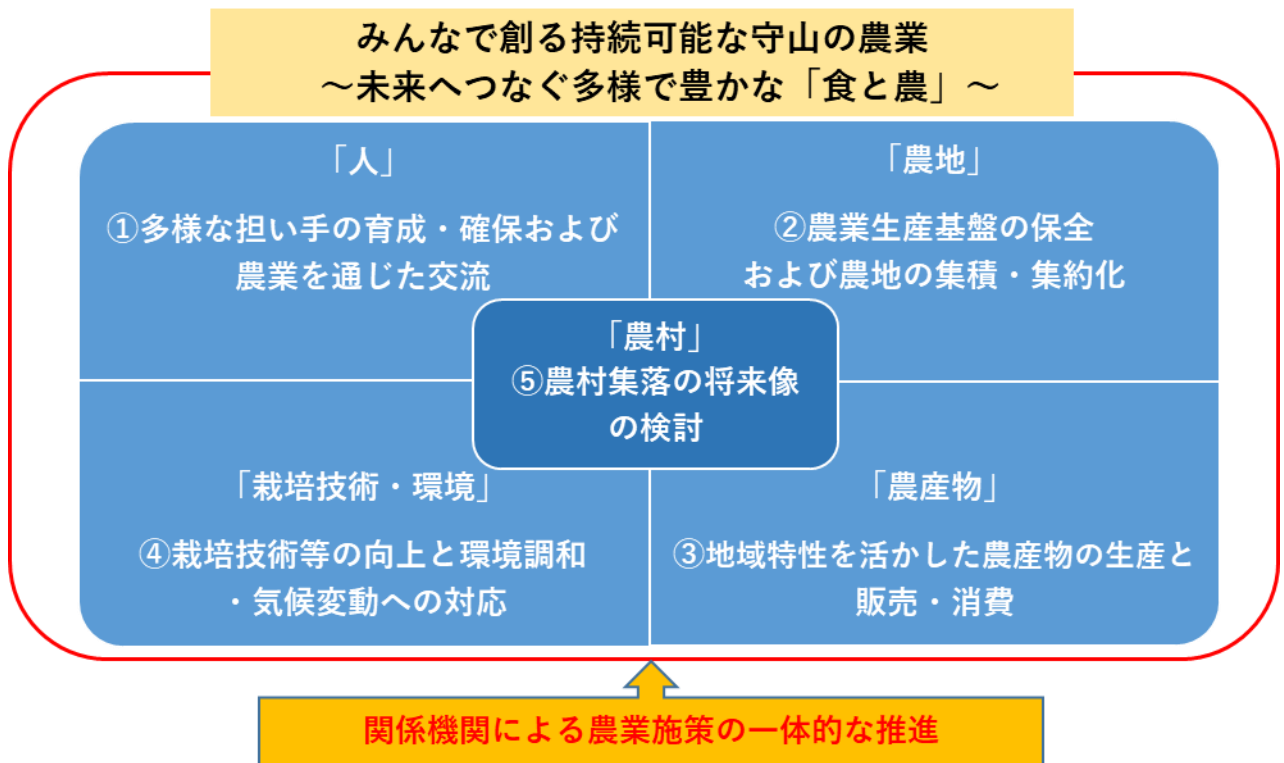 みんなで創る持続可能な守山の農業
～未来へつなぐ多様で豊かな「食と農」～
「人」
①多様な担い手の育成・確保および
農業を通じた交流
「農地」
②農業生産基盤の保全
および農地の集積・集約化
「農村」
⑤農村集落の将来像
の検討
「栽培技術・環境」
④栽培技術等の向上と環境調和
・気候変動への対応
「農産物」
③地域特性を活かした農産物の生産と
販売・消費
関係機関による農業施策の一体的な推進